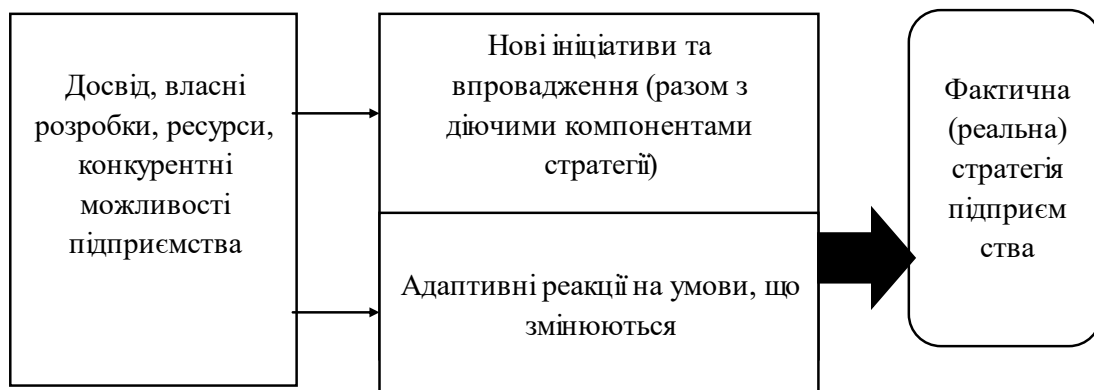 Досвід, власні
розробки, ресурси,
конкурентні
можливості
підприємства
Нові ініціативи та
впровадження (разом з
діючими компонентами
стратегії)
Адаптивні реакції на умови, що
змінюються
Фактична
(реальна)
стратегія
підприєм
ства